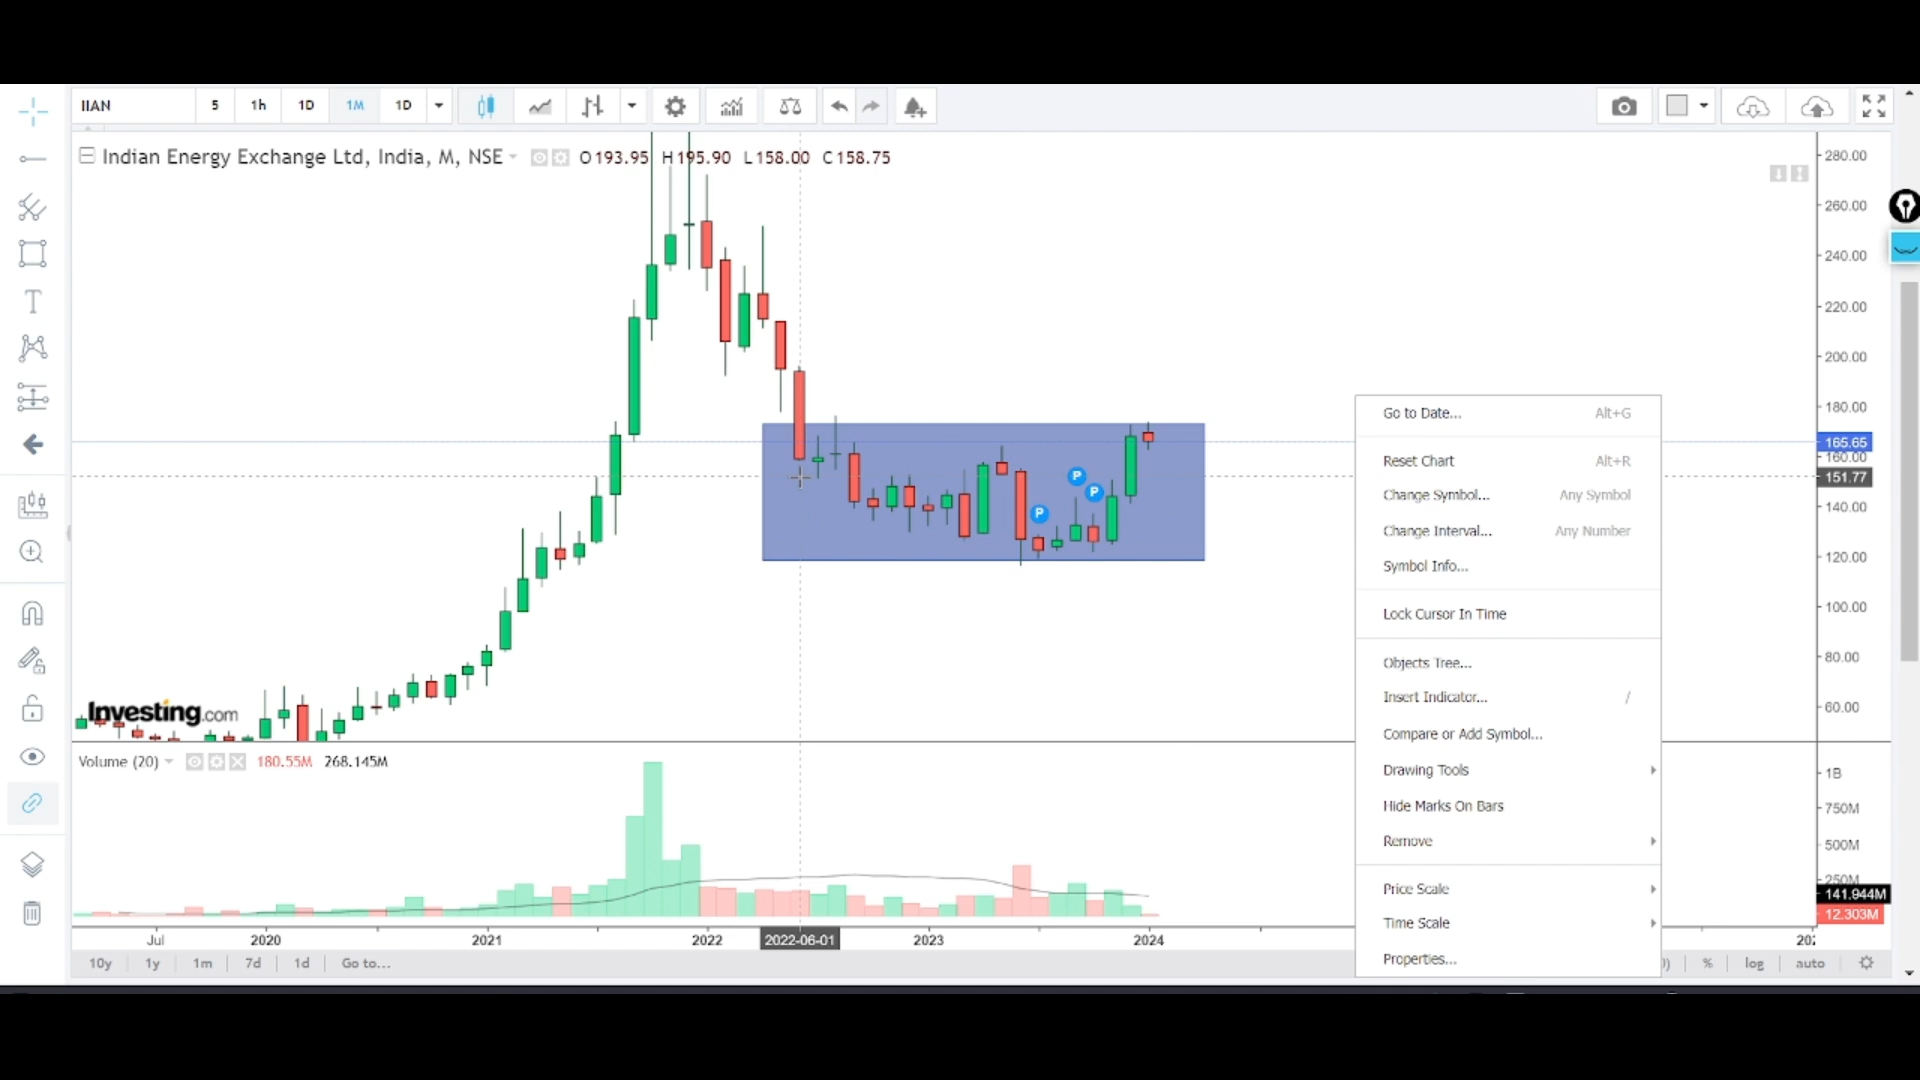 IIAN 5 1h 1D 1M 1D
Indian Energy Exchange Ltd, India, M, NSE O193.95 H195.90 L158.00 C158.75
280.00
260.00
240.00
220.00
200.00
180.00
165.65
160.00
151.77
140.00
120.00
100.00
80.00
60.00
P
P
P
Investing.com
Volume (20) 180.55M 268.145M
1B
750M
500M
250M
141.944M
12.303M
Jul 2020 2021 2022 2022-06-01 2023 2024
10y 1y 1m 7d 1d Go to...
% log auto
Go to Date... Alt+G
Reset Chart Alt+R
Change Symbol... Any Symbol
Change Interval... Any Number
Symbol Info...
Lock Cursor In Time
Objects Tree...
Insert Indicator... /
Compare or Add Symbol...
Drawing Tools
Hide Marks On Bars
Remove
Price Scale
Time Scale
Properties...